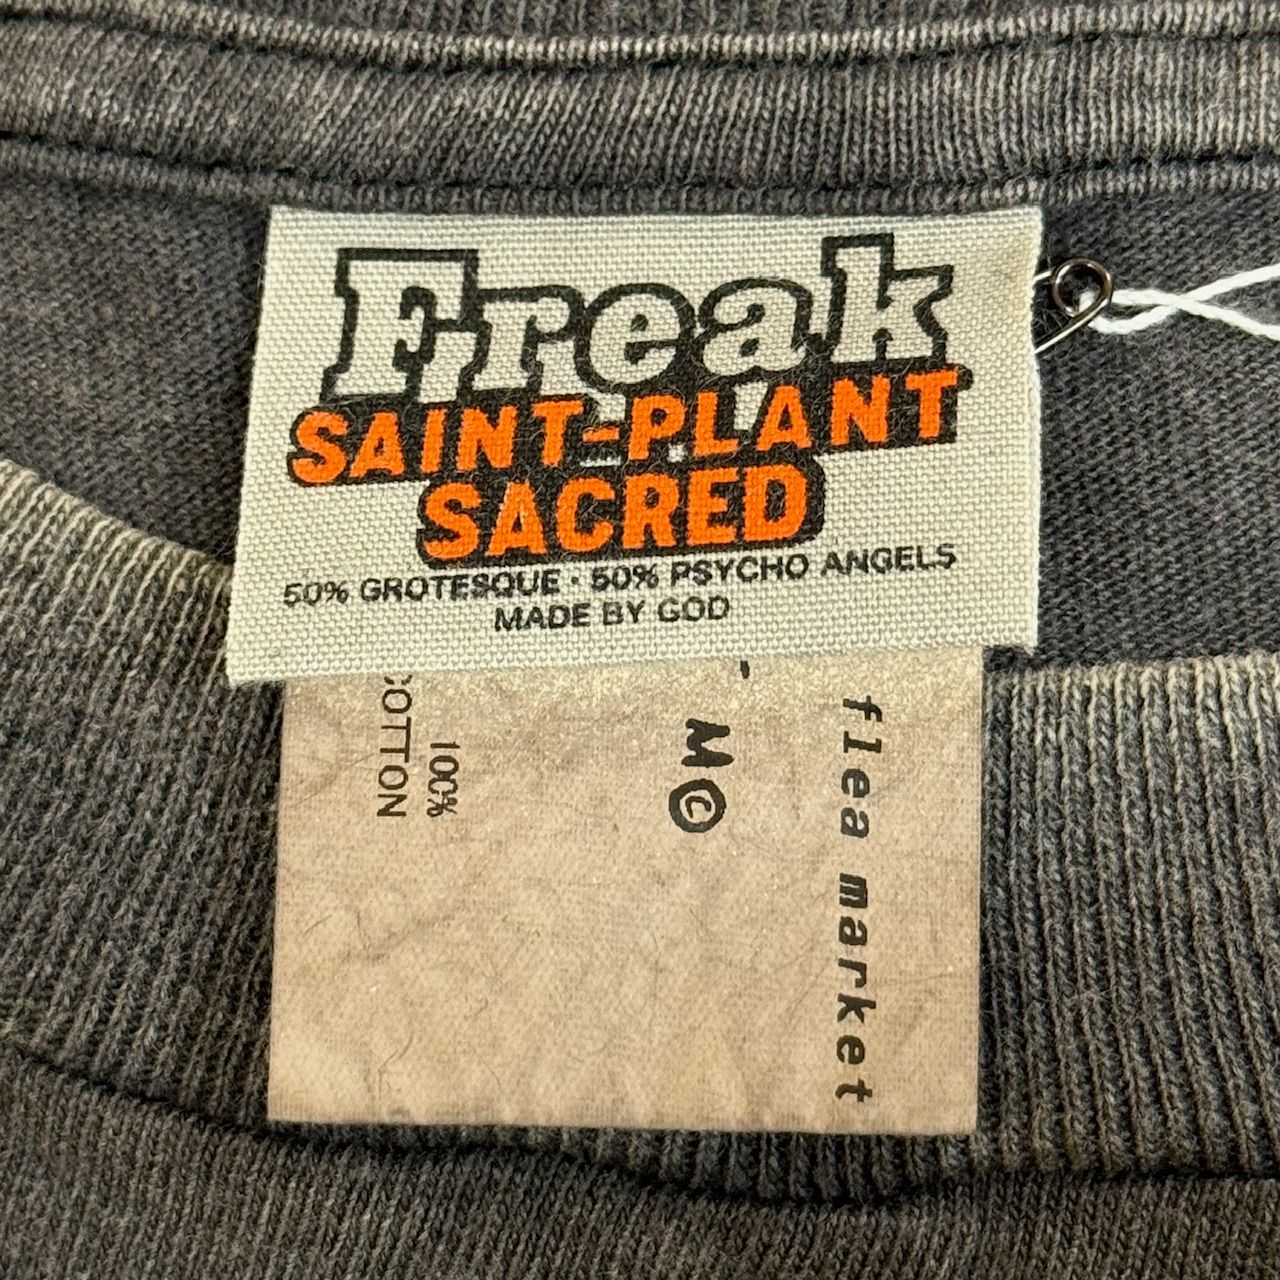 Freak
SAINT-PLANT
SACRED
50% GROTESQUE · 50% PSYCHO ANGELS
MADE BY GOD
flea market
M©
100%
COTTON